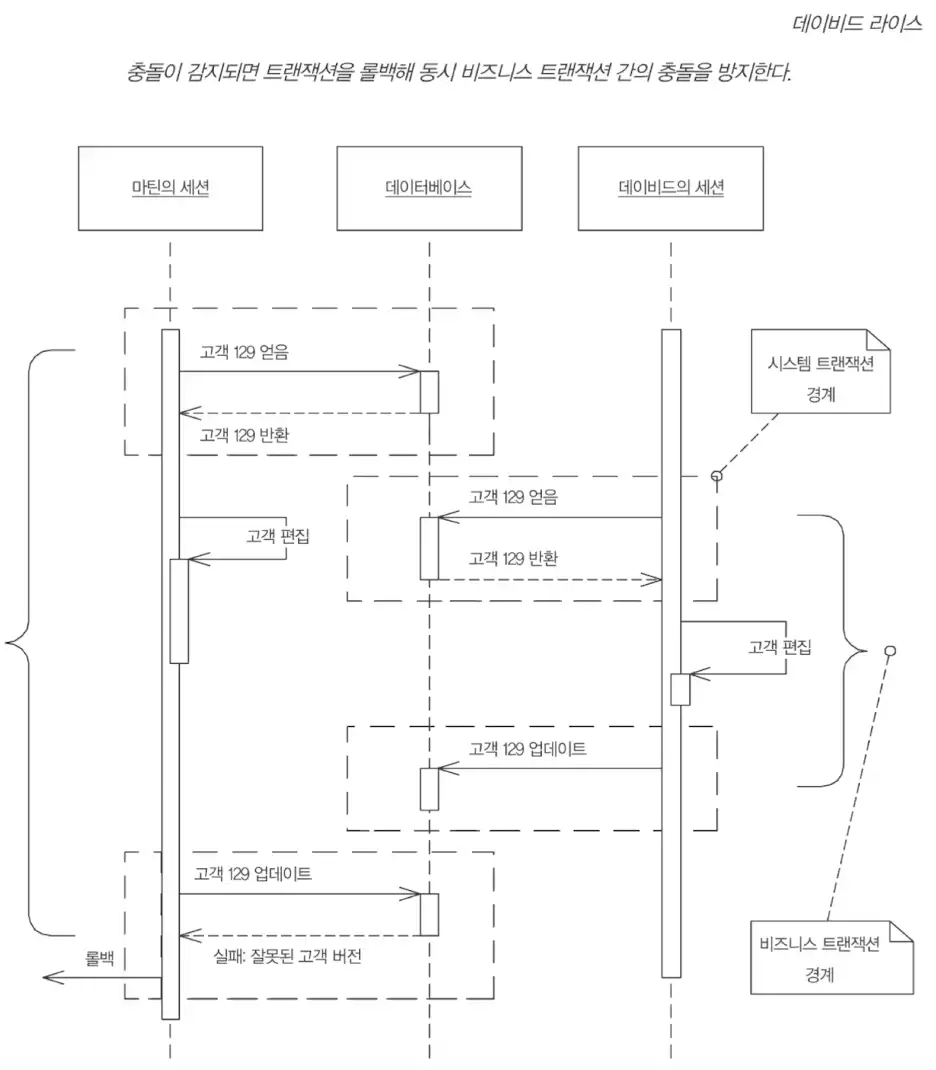 데이비드 라이스
충돌이 감지되면 트랜잭션을 롤백해 동시 비즈니스 트랜잭션 간의 충돌을 방지한다.
마틴의 세션
데이터베이스
데이비드의 세션
고객 129 얻음
고객 129 반환
시스템 트랜잭션
경계
고객 129 얻음
고객 편집
고객 129 반환
고객 편집
고객 129 업데이트
고객 129 업데이트
실패: 잘못된 고객 버전
롤백
비즈니스 트랜잭션
경계